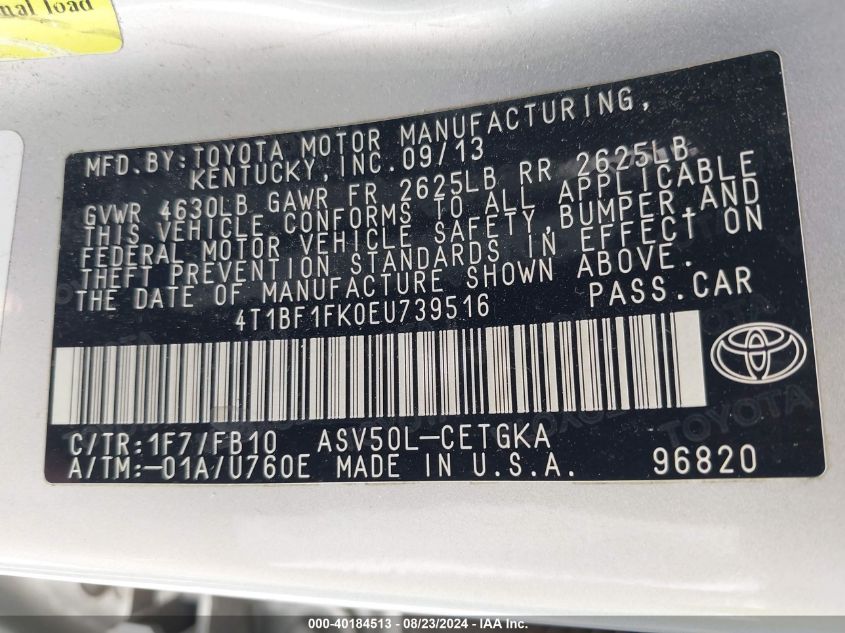 nal load
MFD.BY:TOYOTA MOTOR MANUFACTURING,
KENTUCKY,INC.09/13
GVWR 4630LB GAWR FR 2625LB RR 2625LB
THIS VEHICLE CONFORMS TO ALL APPLICABLE
FEDERAL MOTOR VEHICLE SAFETY,BUMPER,AND
THEFT PREVENTION STANDARDS IN EFFECT ON
THE DATE OF MANUFACTURE SHOWN ABOVE.
4T1BF1FK0EU739516 PASS.CAR
C/TR:1F7/FB10 ASV50L-CETGKA
A/TM:-01A/U760E MADE IN U.S.A. 96820
000-40184513 - 08/23/2024 - IAAI.com